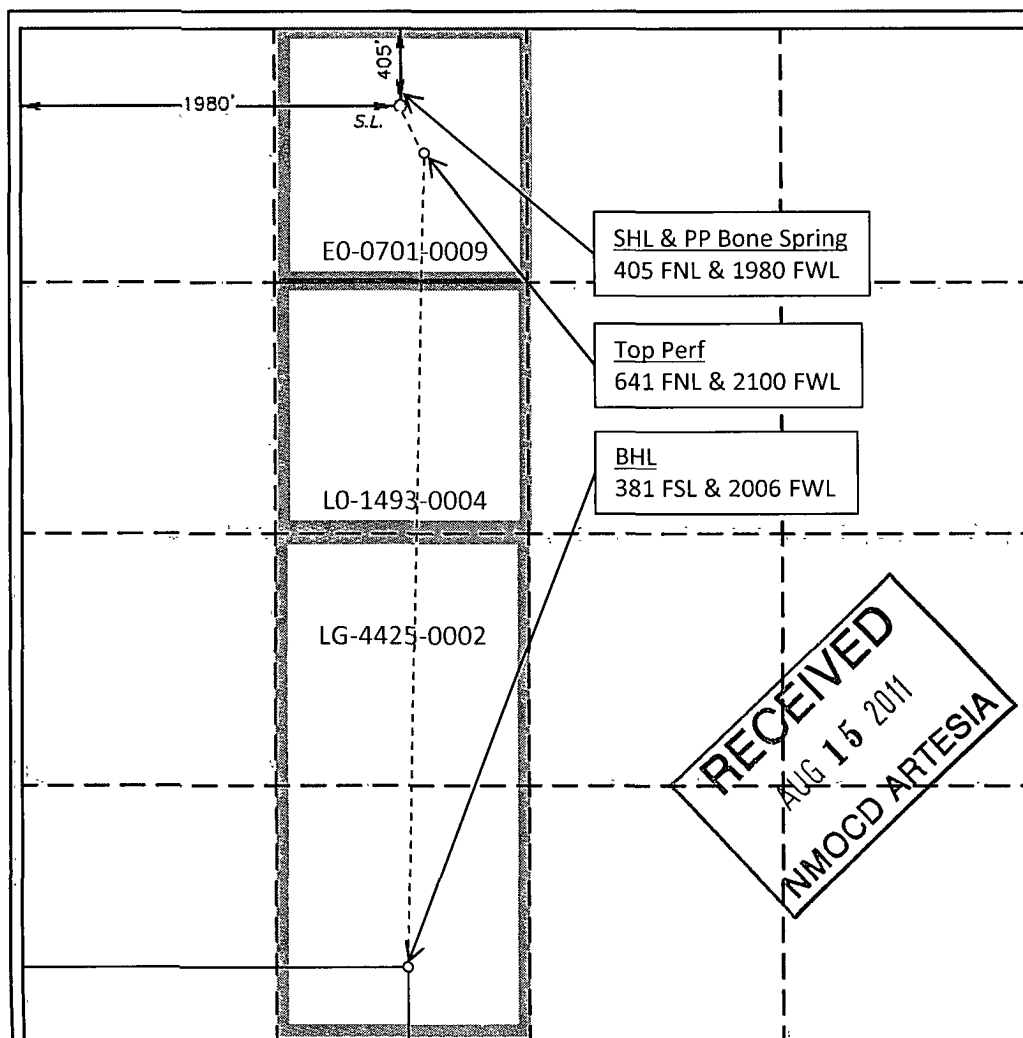 405'
1980'
S.L.
E0-0701-0009
SHL & PP Bone Spring
405 FNL & 1980 FWL
Top Perf
641 FNL & 2100 FWL
L0-1493-0004
BHL
381 FSL & 2006 FWL
LG-4425-0002
RECEIVED
AUG 15 2011
NMOCD ARTESIA